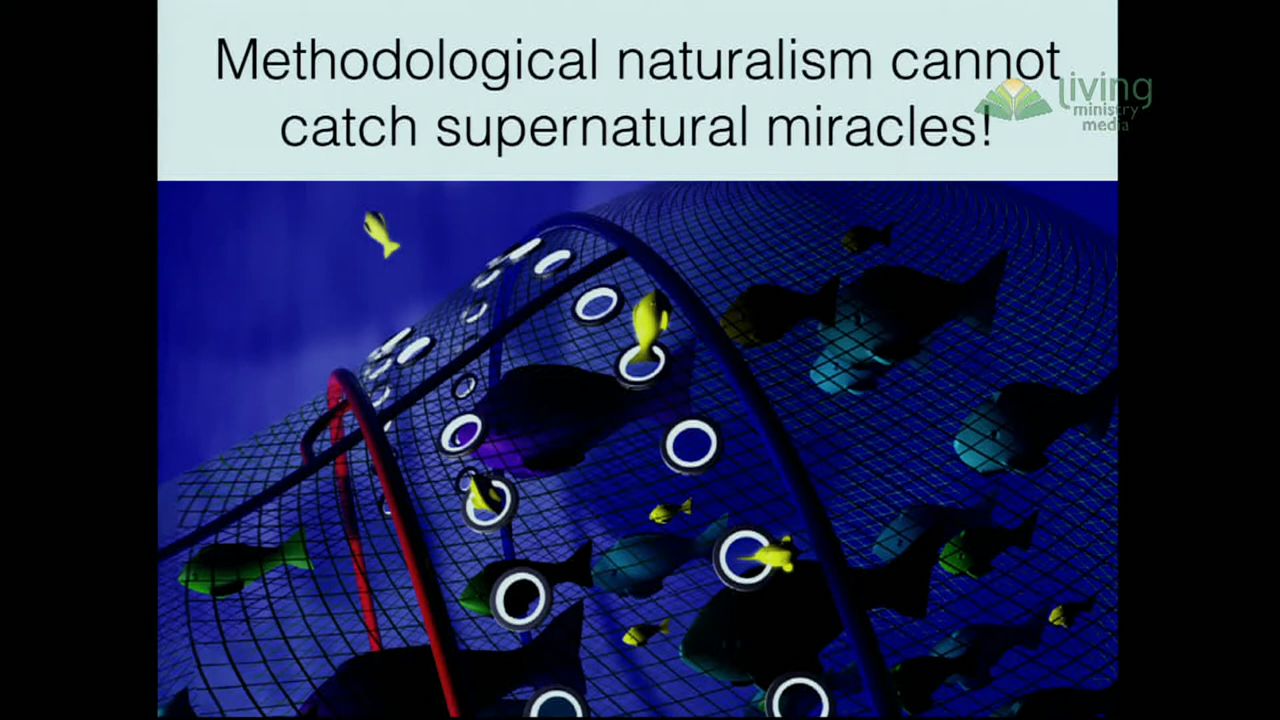 Methodological naturalism cannot
catch supernatural miracles!
living
ministry
media